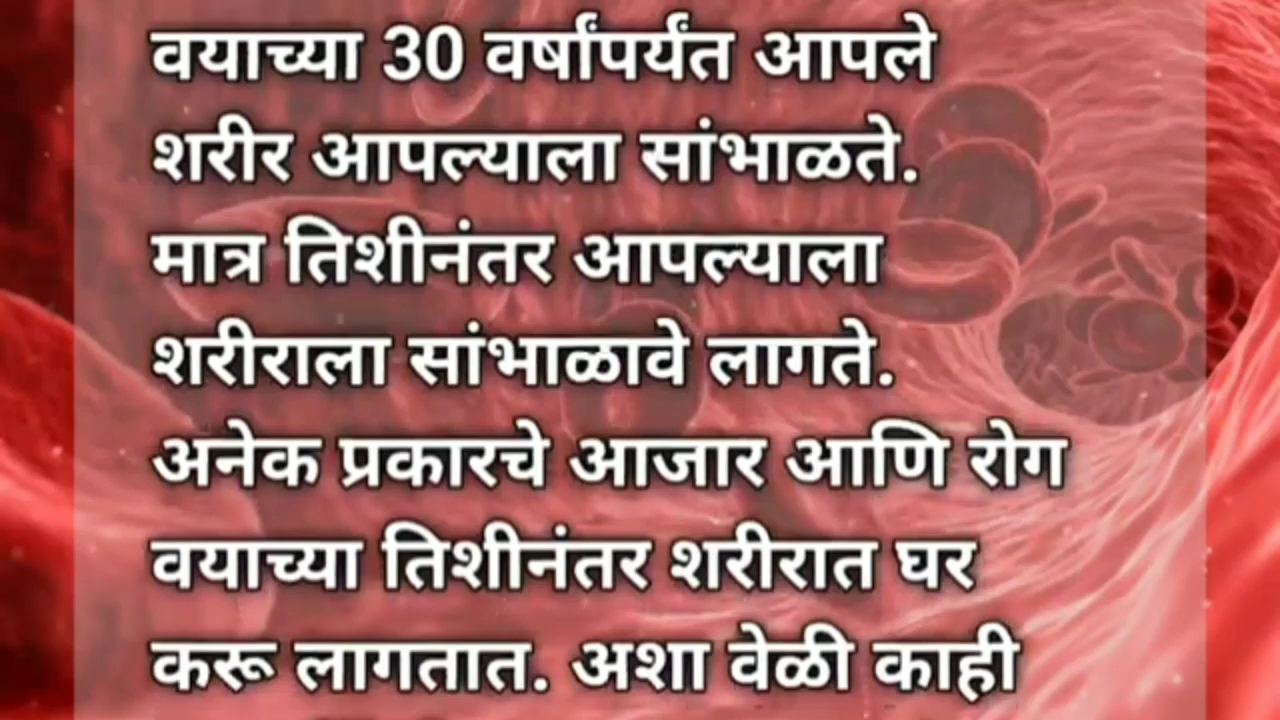 वयाच्या 30 वर्षांपर्यंत आपले
शरीर आपल्याला सांभाळते.
मात्र तिशीनंतर आपल्याला
शरीराला सांभाळावे लागते.
अनेक प्रकारचे आजार आणि रोग
वयाच्या तिशीनंतर शरीरात घर
करू लागतात. अशा वेळी काही